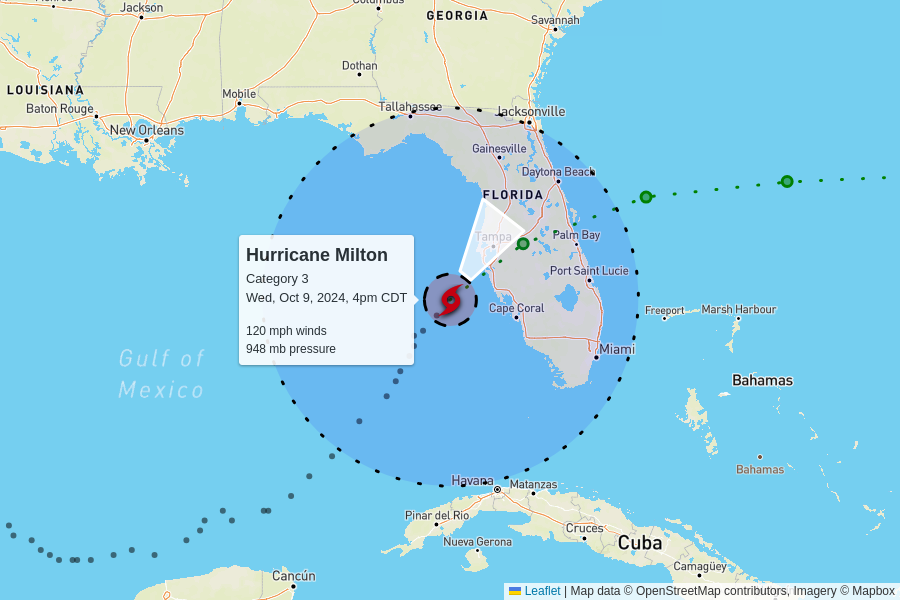 Columbus
Jackson
GEORGIA
Savannah
Dothan
LOUISIANA
Mobile
Baton Rouge
Tallahassee
Jacksonville
New Orleans
Gainesville
Daytona Beach
FLORIDA
Tampa
Palm Bay
Hurricane Milton
Category 3
Wed, Oct 9, 2024, 4pm CDT
120 mph winds
948 mb pressure
Port Saint Lucie
Cape Coral
Freeport
Marsh Harbour
Miami
Gulf of
Mexico
Bahamas
Bahamas
Havana
Matanzas
Pinar del Río
Cruces
Nueva Gerona
Cuba
Camagüey
Cancún
Leaflet | Map data © OpenStreetMap contributors, Imagery © Mapbox